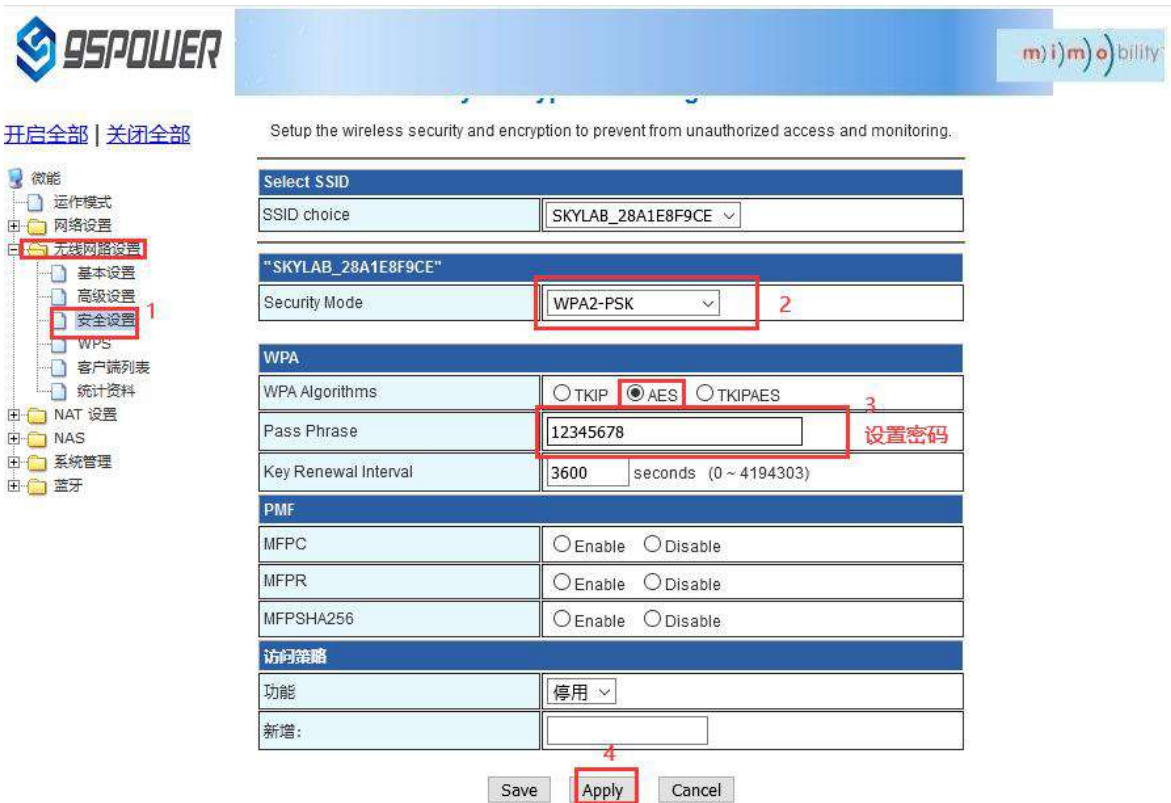 95POWER
m)i)m)o)bility
开启全部 | 关闭全部
Setup the wireless security and encryption to prevent from unauthorized access and monitoring.
微能
运作模式
网络设置
无线网路设置
基本设置
高级设置
安全设置 1
WPS
客户端列表
统计资料
NAT 设置
NAS
系统管理
蓝牙
Select SSID
SSID choice SKYLAB_28A1E8F9CE
"SKYLAB_28A1E8F9CE"
Security Mode WPA2-PSK 2
WPA
WPA Algorithms TKIP AES TKIPAES
3
Pass Phrase 12345678 设置密码
Key Renewal Interval 3600 seconds (0 ~ 4194303)
PMF
MFPC Enable Disable
MFPR Enable Disable
MFPSHA256 Enable Disable
访问策略
功能 停用
新增:
4
Save Apply Cancel